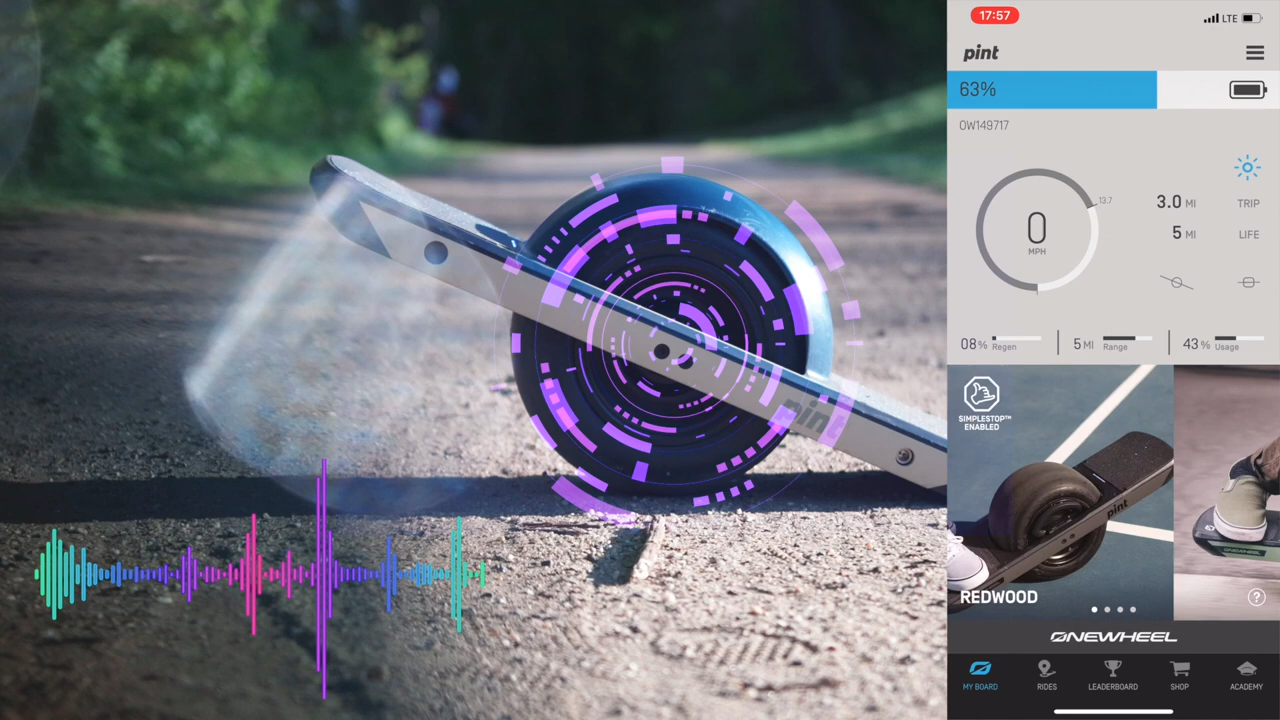 17:57
LTE
pint
63%
OW149717
13.7
0
MPH
3.0 MI TRIP
5 MI LIFE
08% Regen
5 MI Range
43% Usage
SIMPLESTOP™
ENABLED
pint
pint
ONEWHEEL
REDWOOD
?
ONEWHEEL
MY BOARD
RIDES
LEADERBOARD
SHOP
ACADEMY